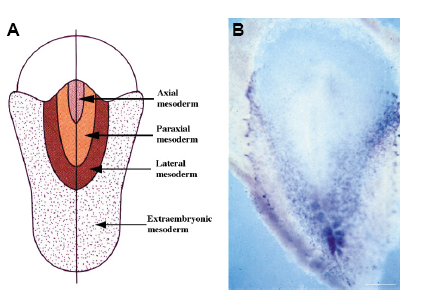 A
B
Axial
mesoderm
Paraxial
mesoderm
Lateral
mesoderm
Extraembryonic
mesoderm